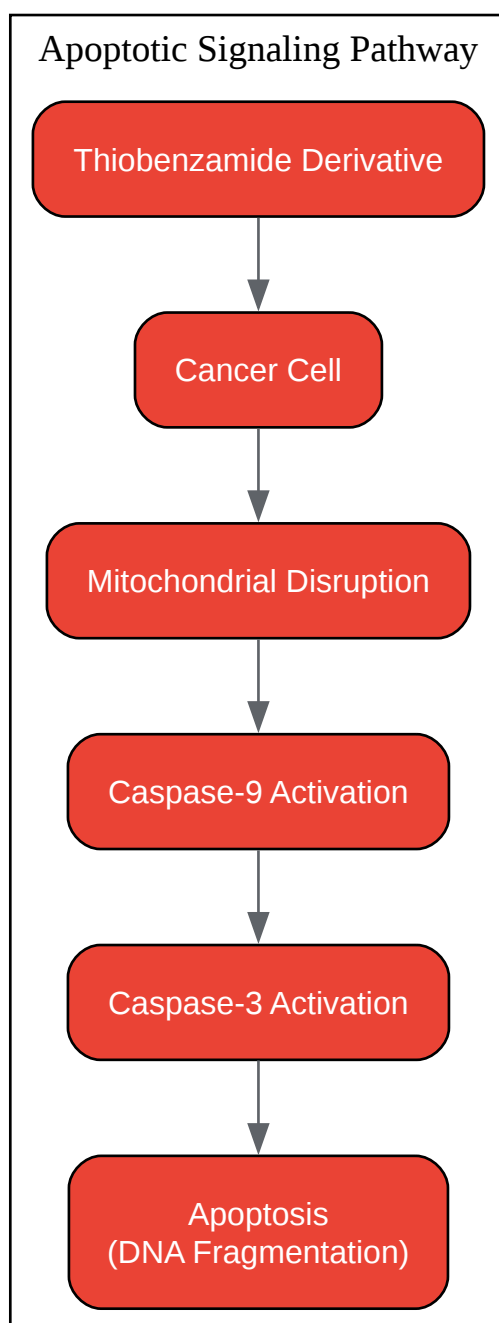 Apoptotic Signaling Pathway
Thiobenzamide Derivative
Cancer Cell
Mitochondrial Disruption
Caspase-9 Activation
Caspase-3 Activation
Apoptosis
(DNA Fragmentation)